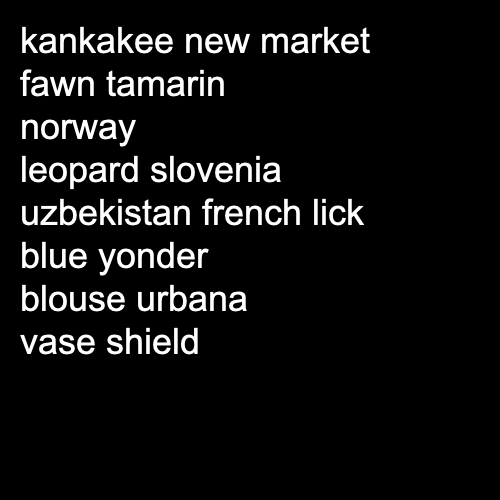 kankakee new market
fawn tamarin
norway
leopard slovenia
uzbekistan french lick
blue yonder
blouse urbana
vase shield